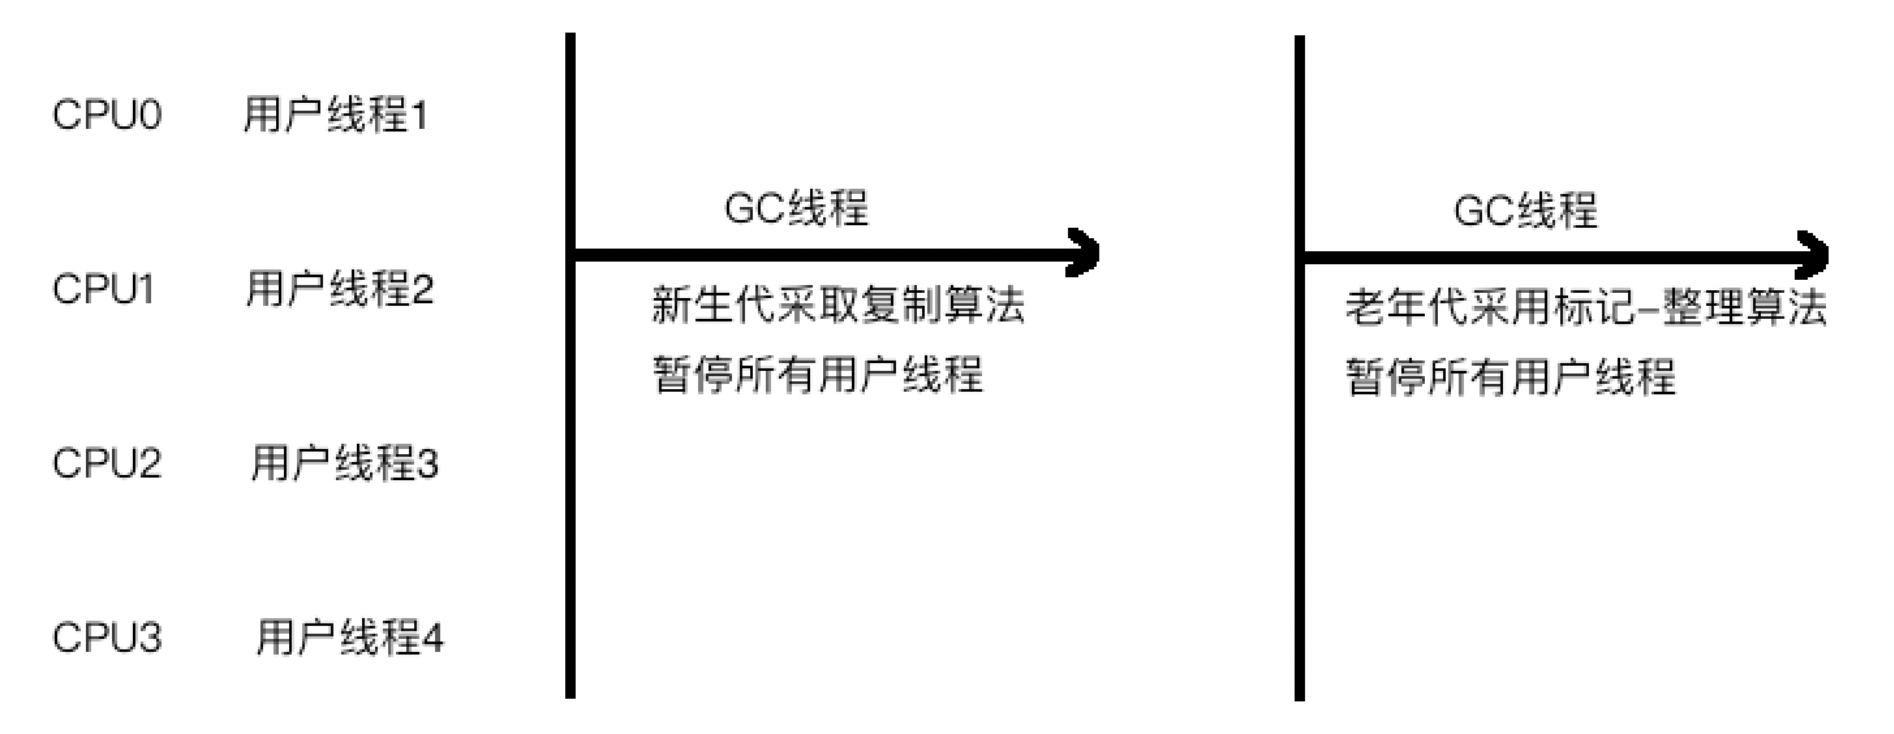 CPU0 用户线程1
GC线程
GC线程
CPU1 用户线程2
新生代采取复制算法
老年代采用标记-整理算法
暂停所有用户线程
暂停所有用户线程
CPU2 用户线程3
CPU3 用户线程4